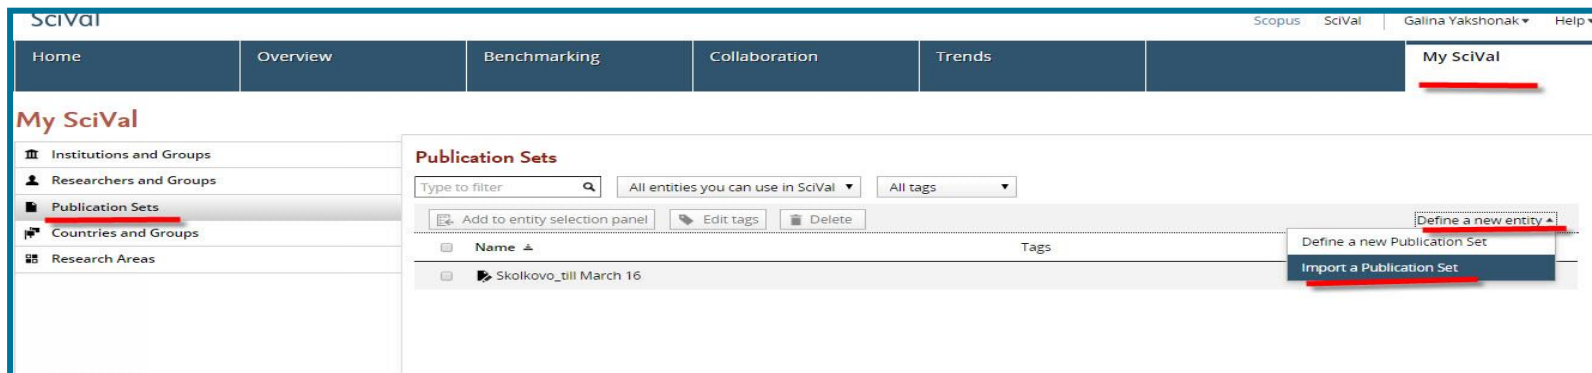 SciVal
Scopus SciVal Galina Yakshonak Help
Home Overview Benchmarking Collaboration Trends My SciVal
My SciVal
Institutions and Groups
Researchers and Groups
Publication Sets
Countries and Groups
Research Areas
Publication Sets
Type to filter All entities you can use in SciVal All tags
Add to entity selection panel Edit tags Delete Define a new entity
Name Tags
Define a new Publication Set
Import a Publication Set
Skolkovo_till March 16